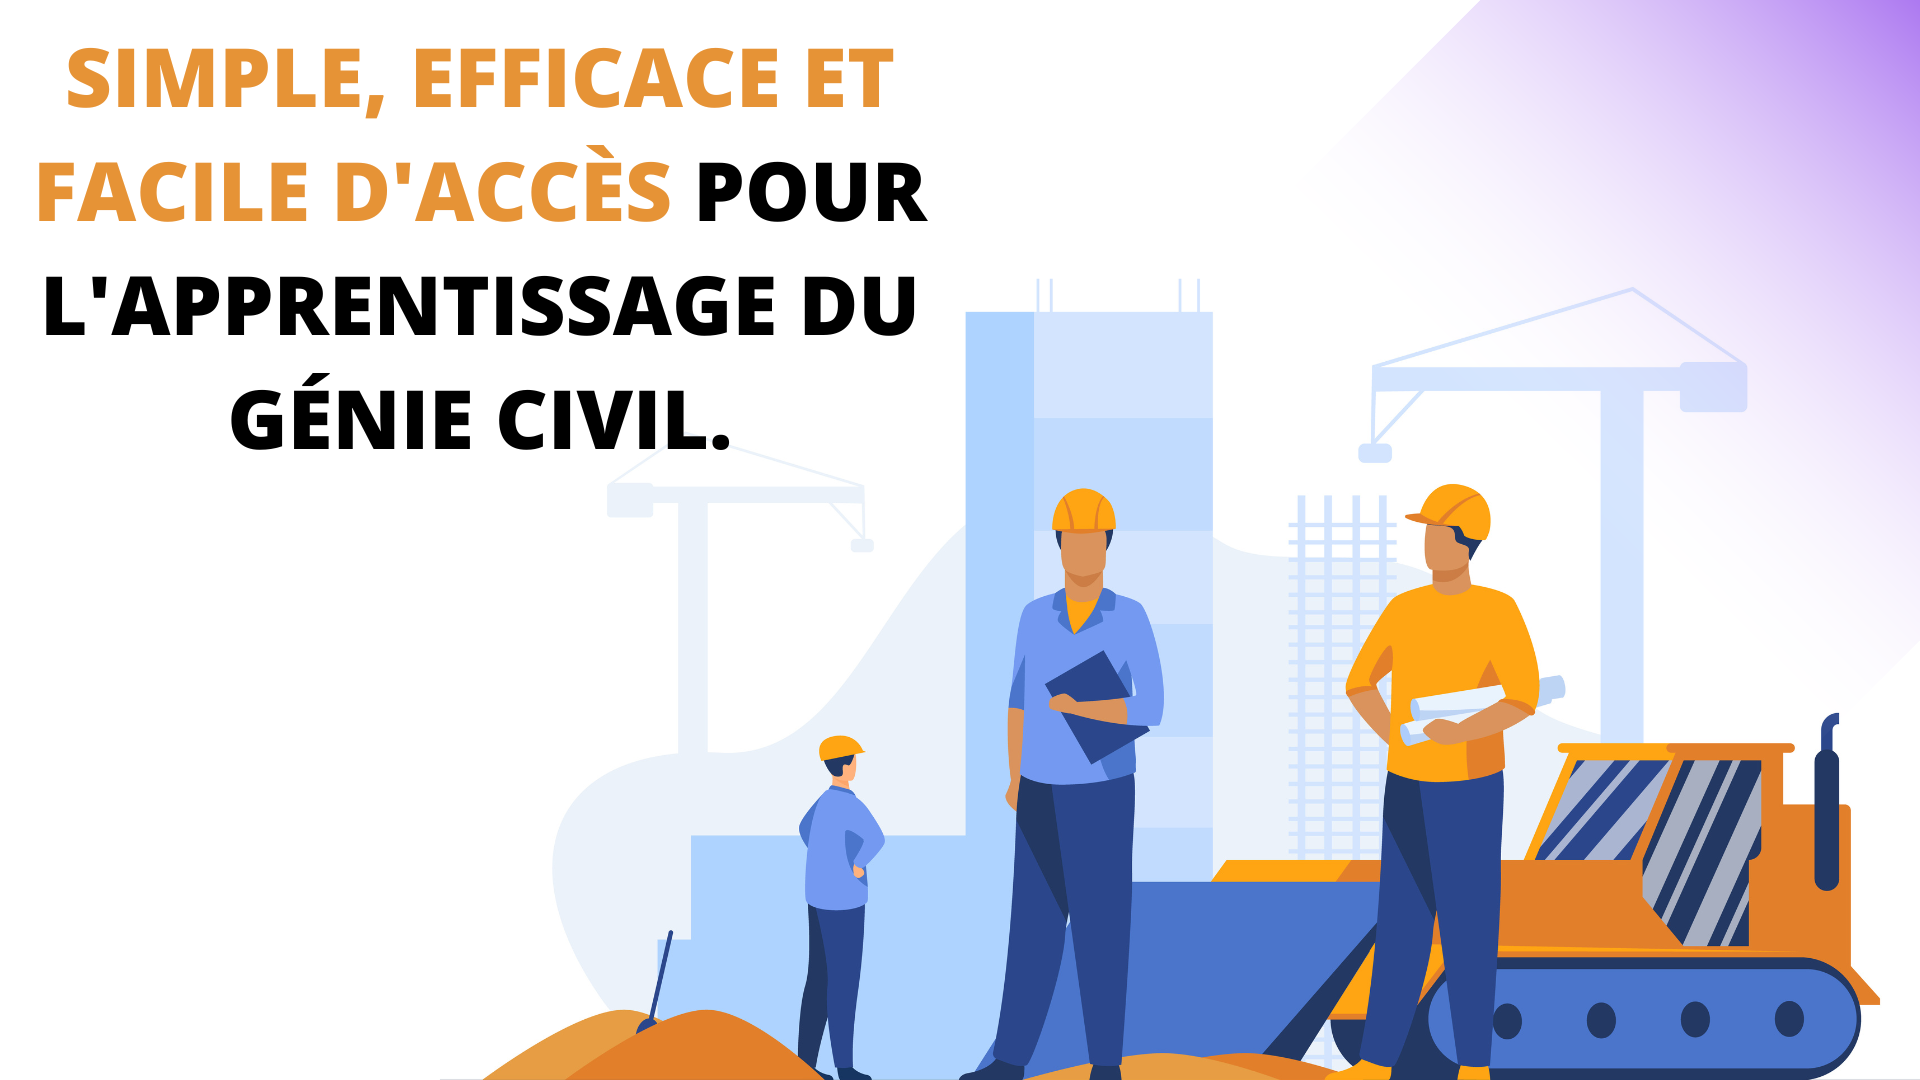 SIMPLE, EFFICACE ET
FACILE D'ACCÈS POUR
L'APPRENTISSAGE DU
GÉNIE CIVIL.